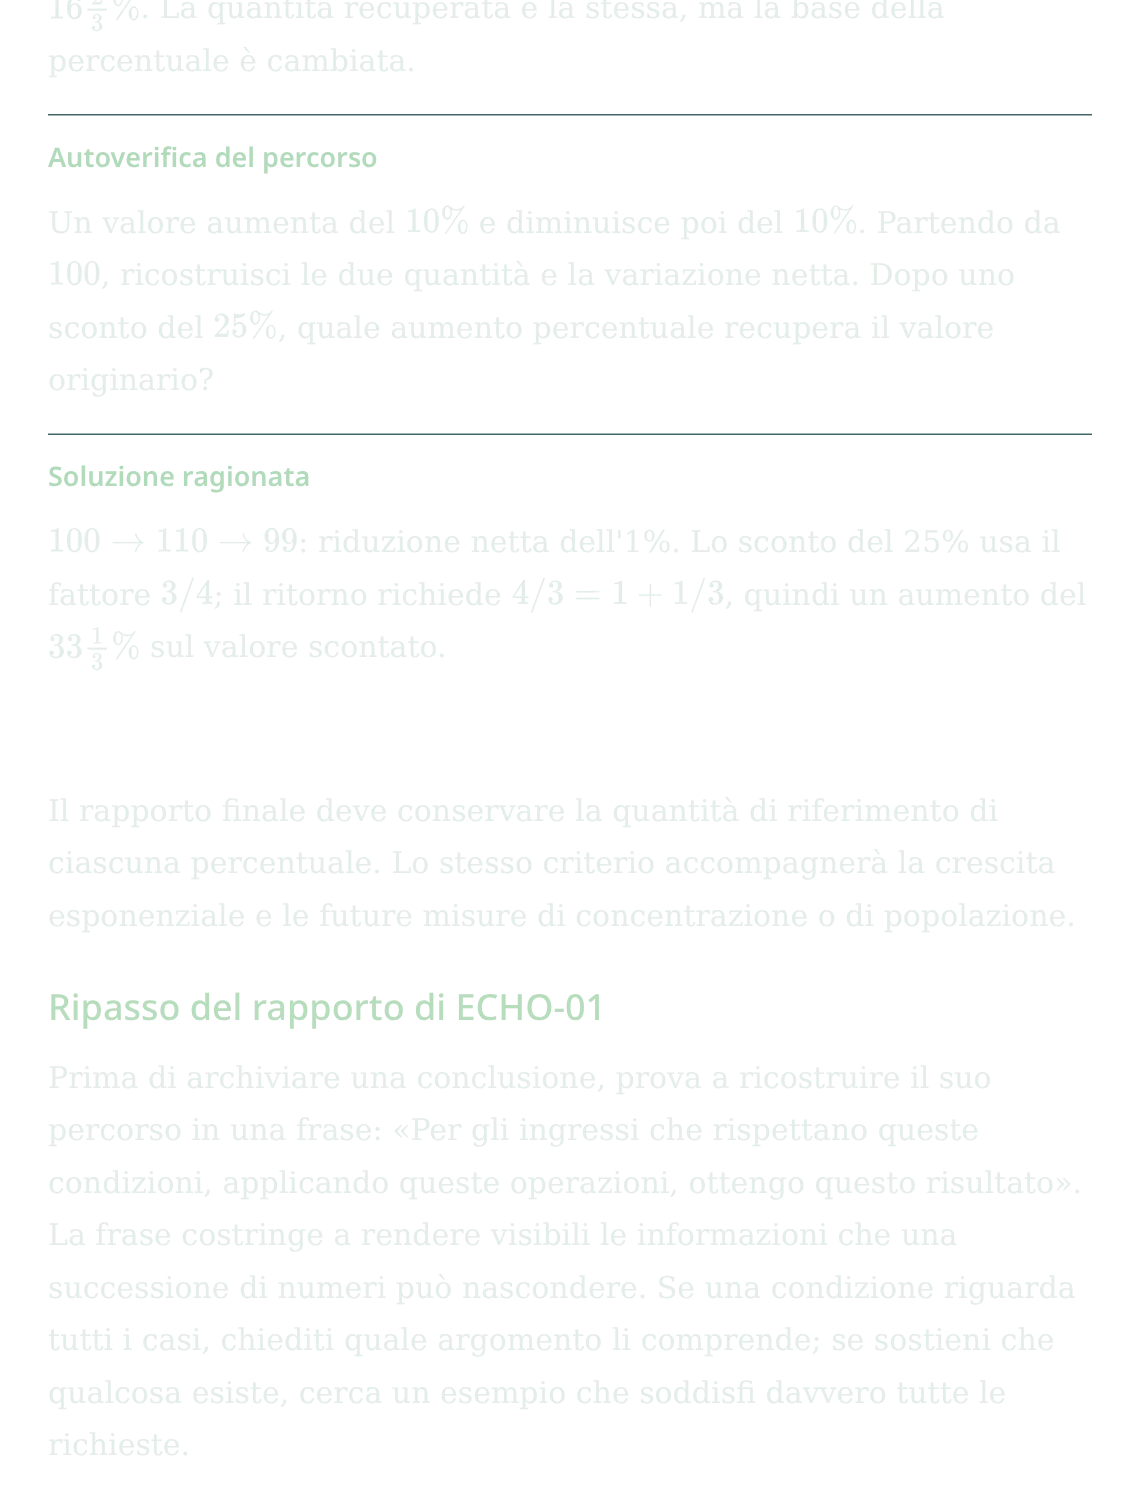 16 2/3 %. La quantità recuperata è la stessa, ma la base della
percentuale è cambiata.
Autoverifica del percorso
Un valore aumenta del 10% e diminuisce poi del 10%. Partendo da
100, ricostruisci le due quantità e la variazione netta. Dopo uno
sconto del 25%, quale aumento percentuale recupera il valore
originario?
Soluzione ragionata
100 → 110 → 99: riduzione netta dell'1%. Lo sconto del 25% usa il
fattore 3/4; il ritorno richiede 4/3 = 1 + 1/3, quindi un aumento del
33 1/3 % sul valore scontato.
Il rapporto finale deve conservare la quantità di riferimento di
ciascuna percentuale. Lo stesso criterio accompagnerà la crescita
esponenziale e le future misure di concentrazione o di popolazione.
Ripasso del rapporto di ECHO-01
Prima di archiviare una conclusione, prova a ricostruire il suo
percorso in una frase: «Per gli ingressi che rispettano queste
condizioni, applicando queste operazioni, ottengo questo risultato».
La frase costringe a rendere visibili le informazioni che una
successione di numeri può nascondere. Se una condizione riguarda
tutti i casi, chiediti quale argomento li comprende; se sostieni che
qualcosa esiste, cerca un esempio che soddisfi davvero tutte le
richieste.